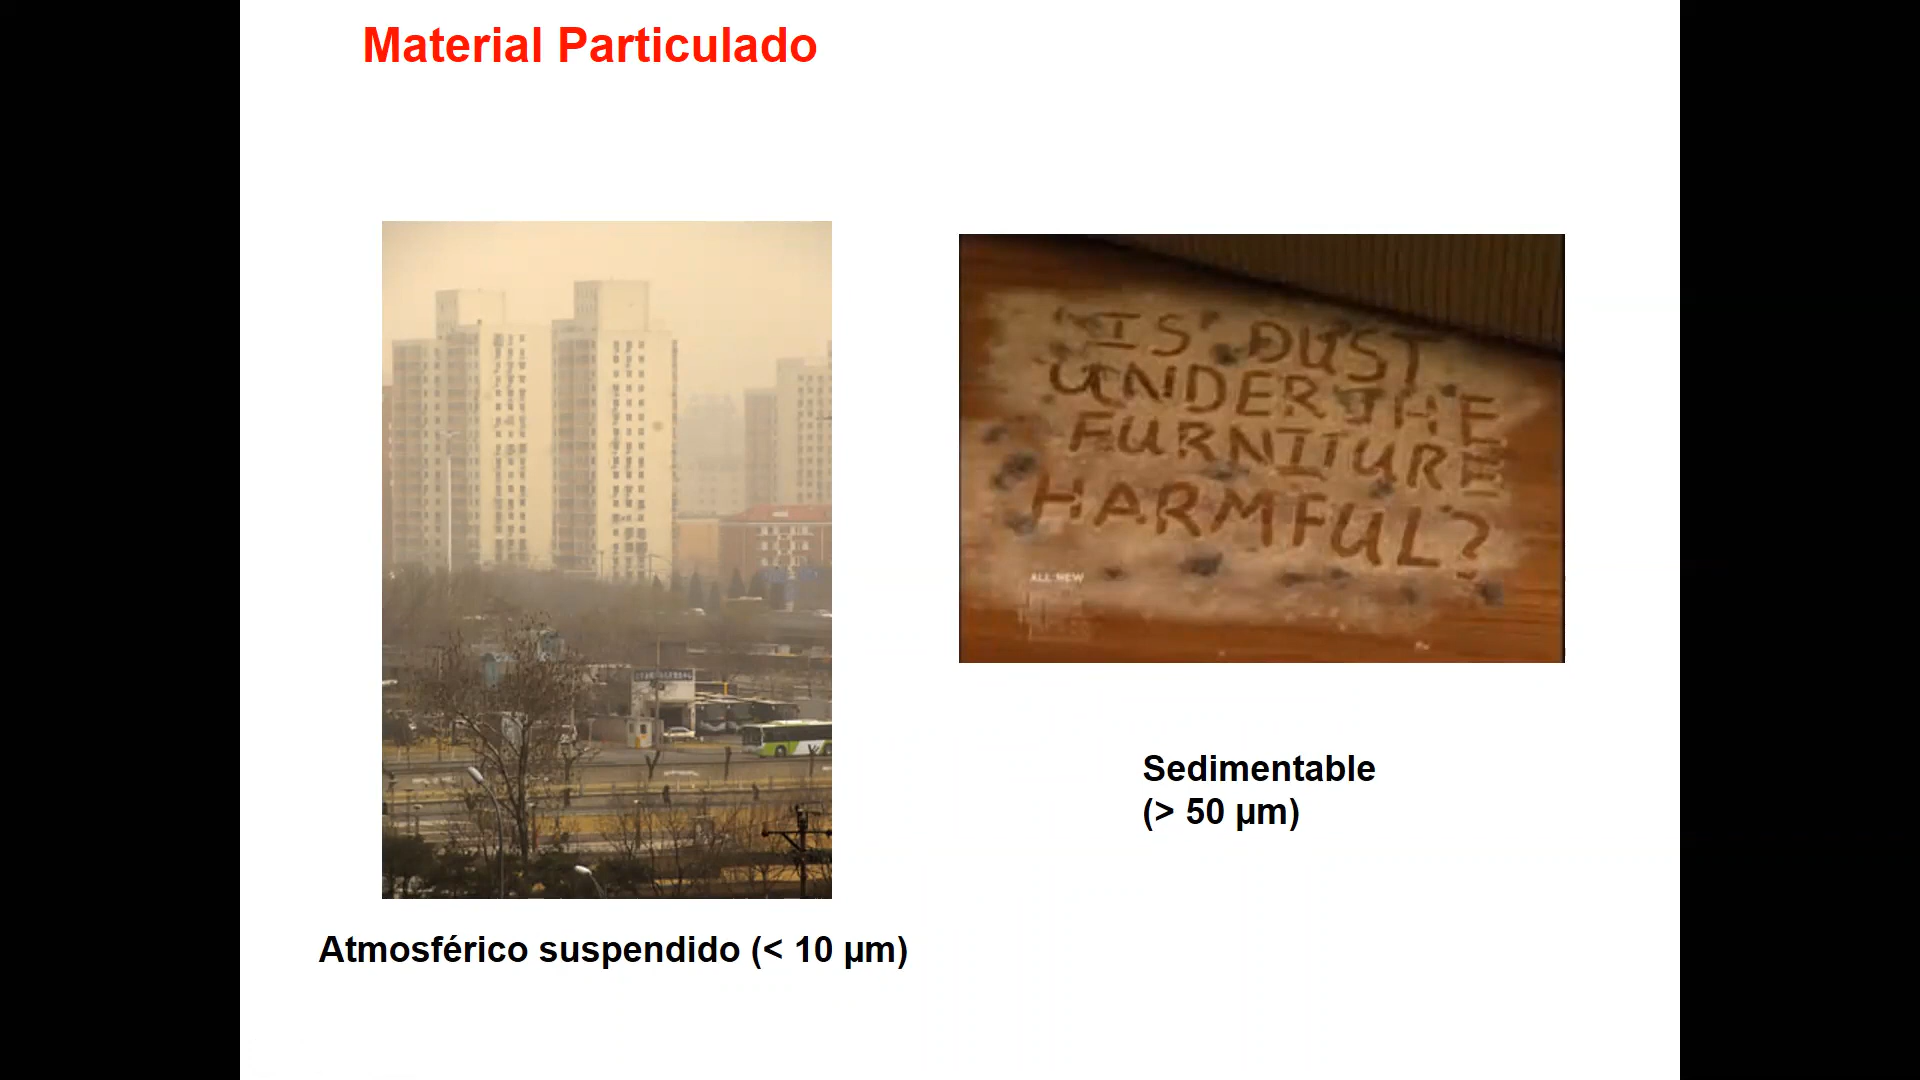 Material Particulado
IS DUST
UNDER THE
FURNITURE
HARMFUL?
ALL NEW
Sedimentable
(> 50 µm)
Atmosférico suspendido (< 10 µm)